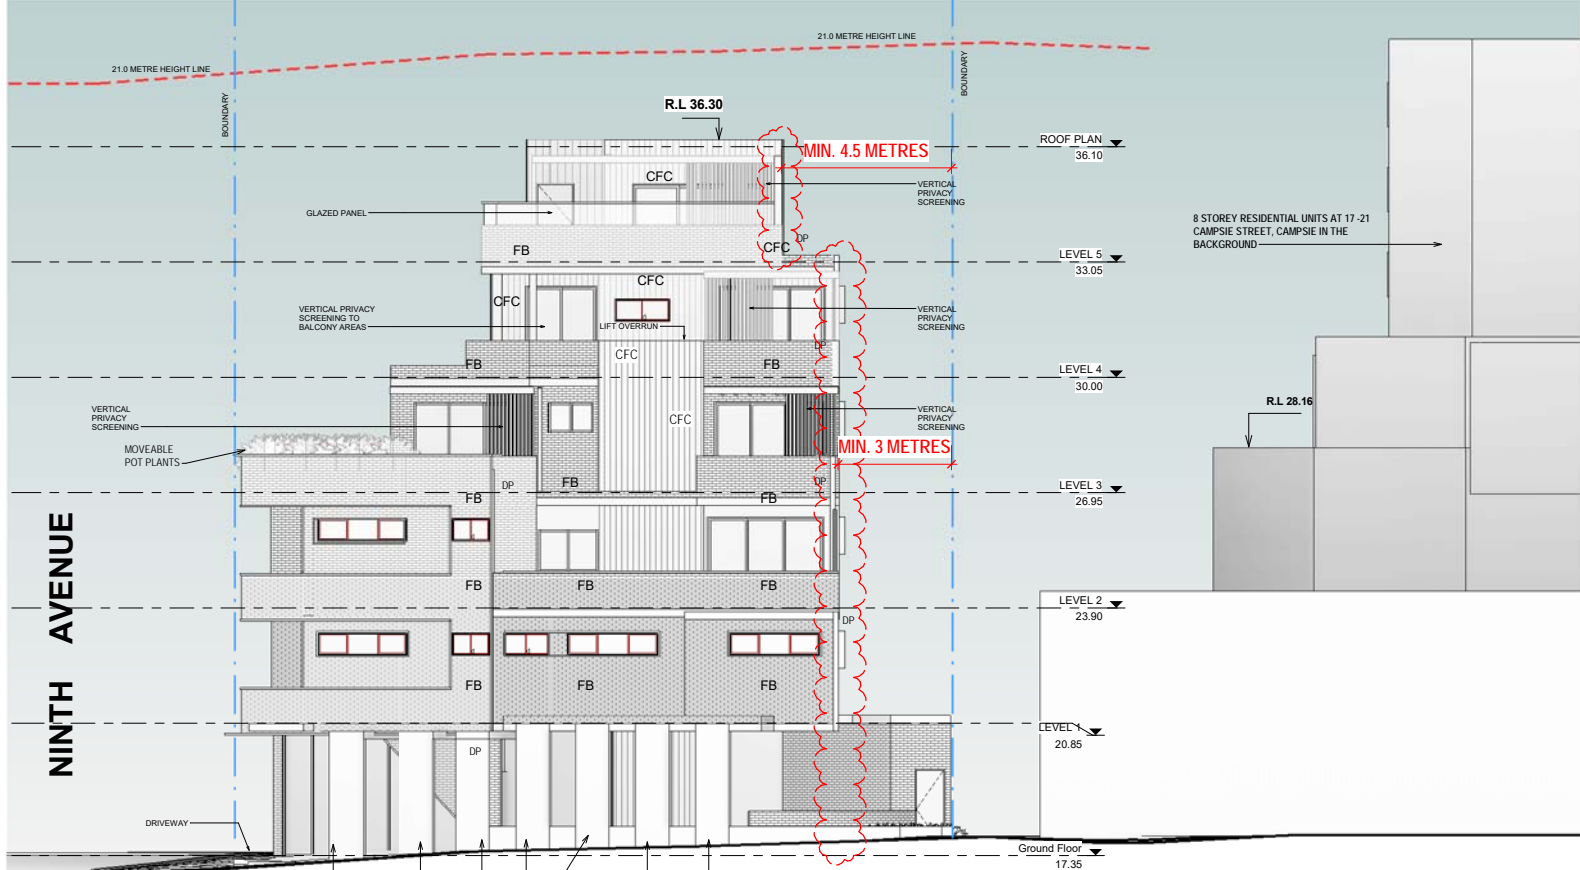 21.0 METRE HEIGHT LINE
21.0 METRE HEIGHT LINE
BOUNDARY
BOUNDARY
R.L 36.30
ROOF PLAN
36.10
MIN. 4.5 METRES
CFC
VERTICAL
PRIVACY
SCREENING
GLAZED PANEL
8 STOREY RESIDENTIAL UNITS AT 17 -21
CAMPSIE STREET, CAMPSIE IN THE
BACKGROUND
DP
FB
CFC
LEVEL 5
33.05
CFC
CFC
VERTICAL PRIVACY
SCREENING TO
BALCONY AREAS
LIFT OVERRUN
VERTICAL
PRIVACY
SCREENING
DP
CFC
FB
FB
LEVEL 4
30.00
R.L 28.16
VERTICAL
PRIVACY
SCREENING
CFC
VERTICAL
PRIVACY
SCREENING
MOVEABLE
POT PLANTS
MIN. 3 METRES
DP
FB
DP
LEVEL 3
26.95
FB
FB
NINTH AVENUE
FB
FB
FB
LEVEL 2
23.90
DP
FB
FB
FB
LEVEL 1
20.85
DP
DRIVEWAY
Ground Floor
17.35